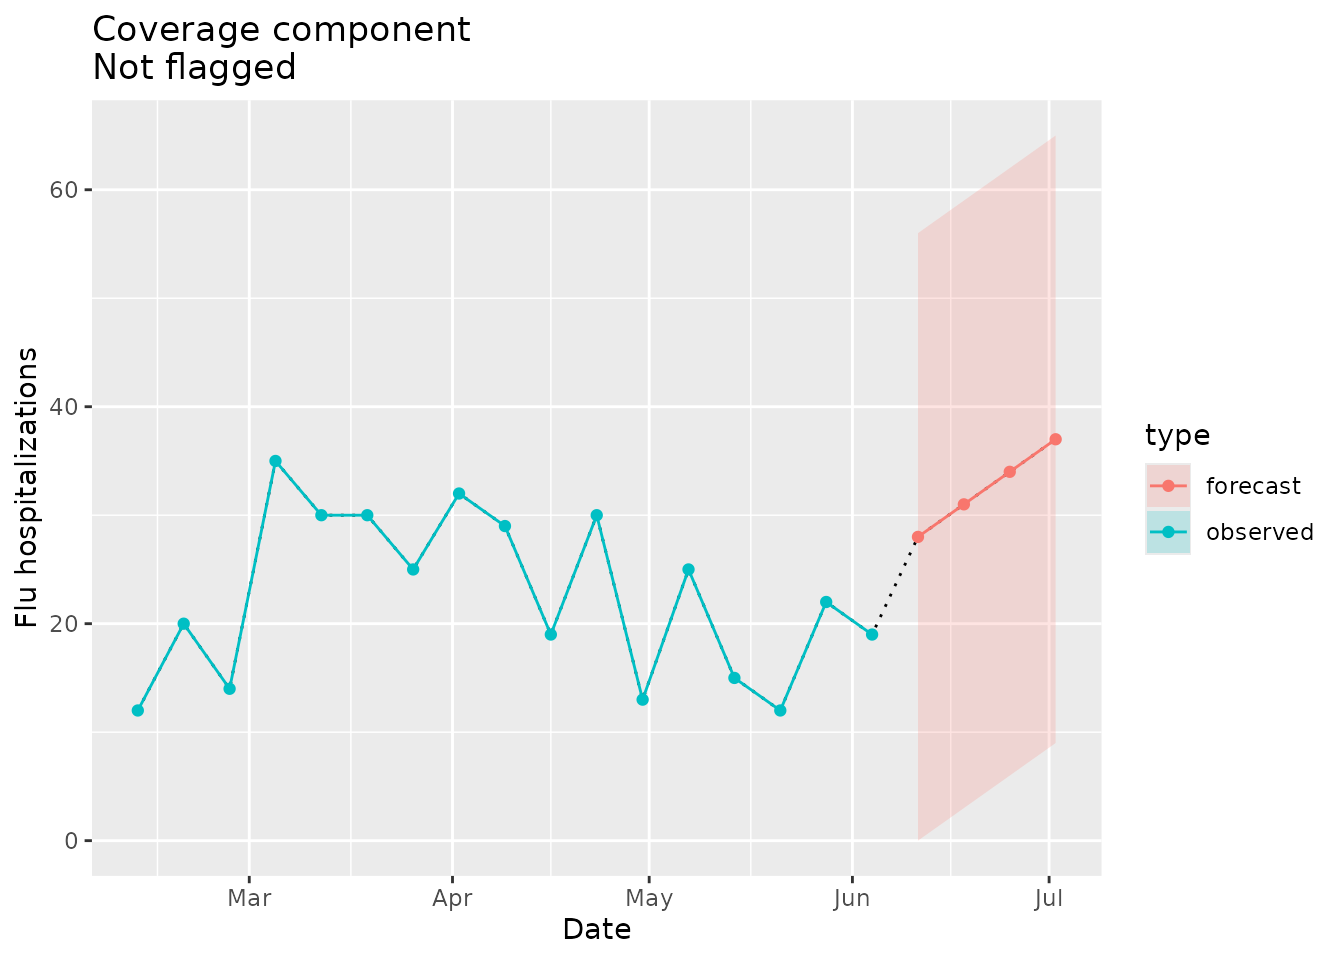 Coverage component
Not flagged
Flu hospitalizations
60
40
20
0
Mar
Apr
May
Jun
Jul
Date
type
forecast
observed